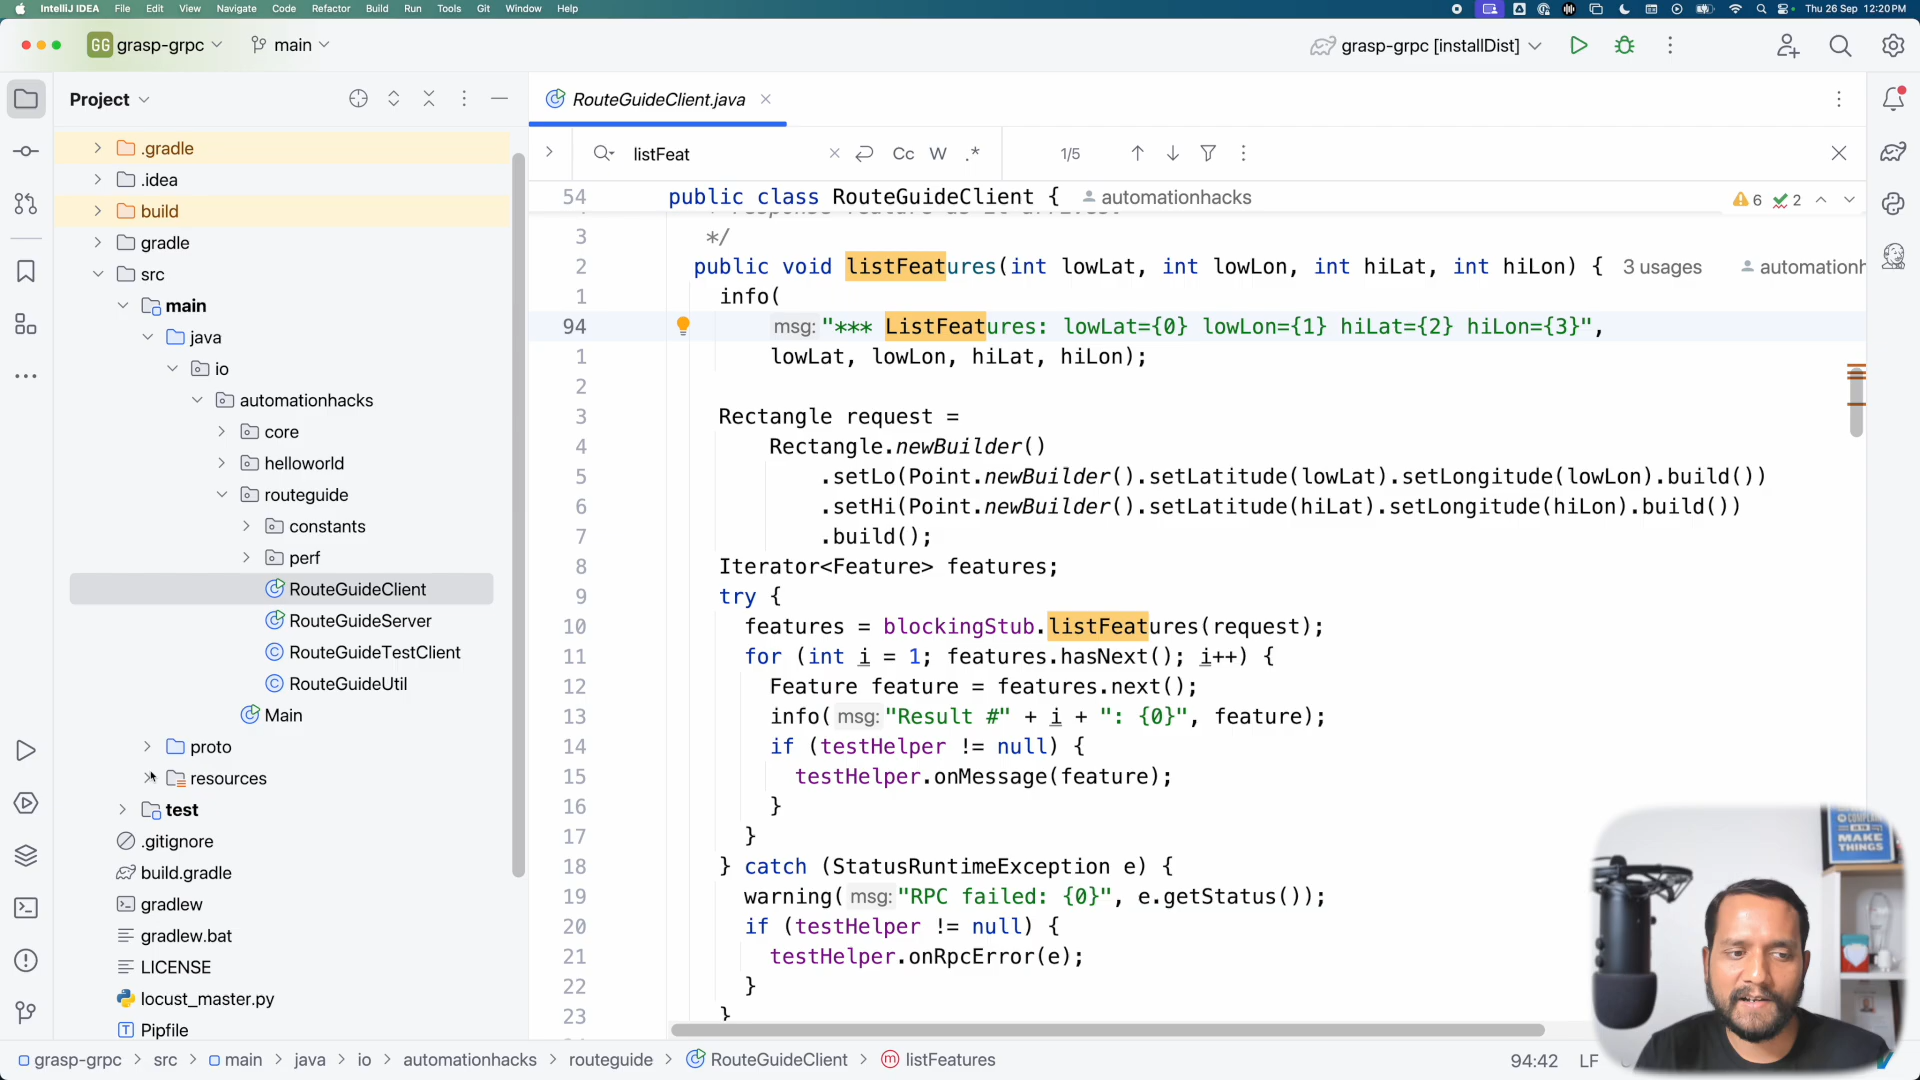 IntelliJ IDEA File Edit View Navigate Code Refactor Build Run Tools Git Window Help
Thu 26 Sep 12:20 PM
GG grasp-grpc main
grasp-grpc [installDist]
Project
RouteGuideClient.java
.gradle
.idea
build
gradle
src
main
java
io
automationhacks
core
helloworld
routeguide
constants
perf
RouteGuideClient
RouteGuideServer
RouteGuideTestClient
RouteGuideUtil
Main
proto
resources
test
.gitignore
build.gradle
gradlew
gradlew.bat
LICENSE
locust_master.py
Pipfile
listFeat
Cc W .* 1/5
54 public class RouteGuideClient { automationhacks
6 2
3 */
2 public void listFeatures(int lowLat, int lowLon, int hiLat, int hiLon) { 3 usages automationh
1 info(
94 msg: "*** ListFeatures: lowLat={0} lowLon={1} hiLat={2} hiLon={3}",
1 lowLat, lowLon, hiLat, hiLon);
2
3 Rectangle request =
4 Rectangle.newBuilder()
5 .setLo(Point.newBuilder().setLatitude(lowLat).setLongitude(lowLon).build())
6 .setHi(Point.newBuilder().setLatitude(hiLat).setLongitude(hiLon).build())
7 .build();
8 Iterator<Feature> features;
9 try {
10 features = blockingStub.listFeatures(request);
11 for (int i = 1; features.hasNext(); i++) {
12 Feature feature = features.next();
13 info( msg: "Result #" + i + ": {0}", feature);
14 if (testHelper != null) {
15 testHelper.onMessage(feature);
16 }
17 }
18 } catch (StatusRuntimeException e) {
19 warning( msg: "RPC failed: {0}", e.getStatus());
20 if (testHelper != null) {
21 testHelper.onRpcError(e);
22 }
23 }
MAKE
THINGS
grasp-grpc > src > main > java > io > automationhacks > routeguide > RouteGuideClient > listFeatures
94:42 LF